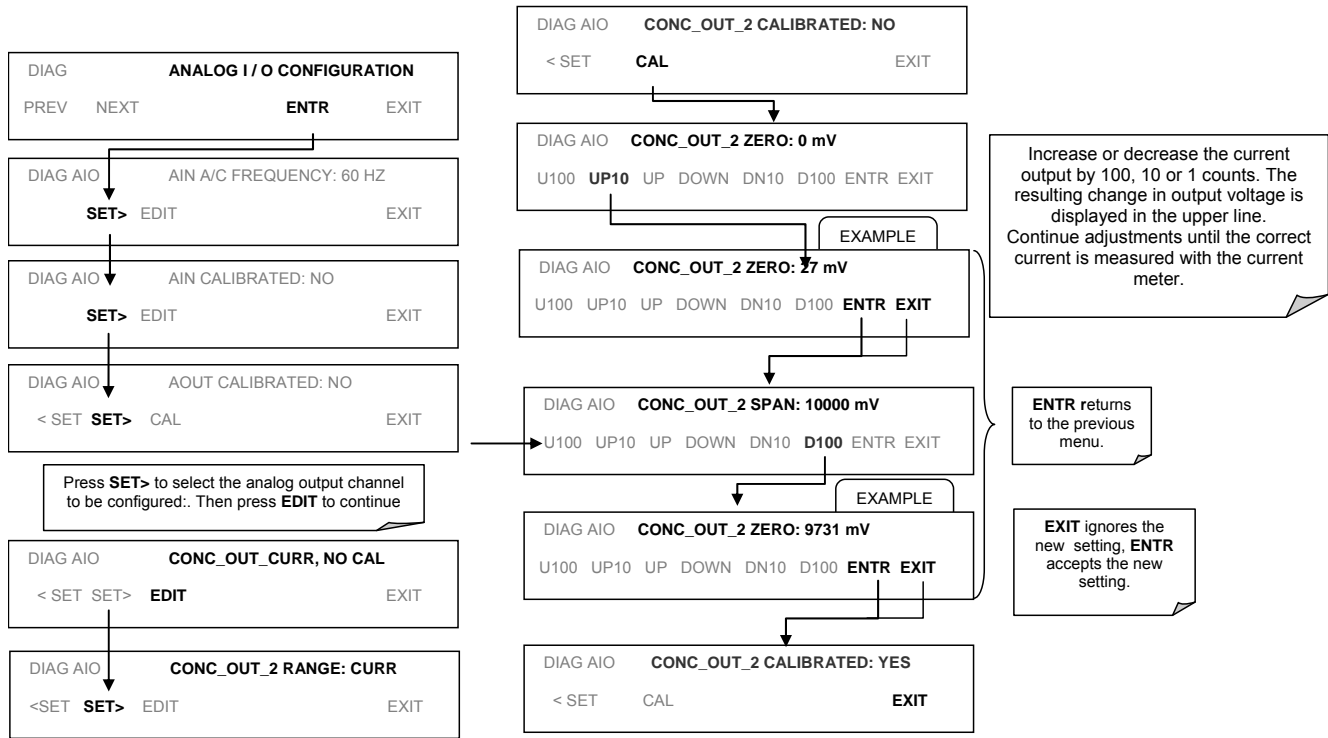 DIAG ANALOG I / O CONFIGURATION
PREV NEXT ENTR EXIT
DIAG AIO AIN A/C FREQUENCY: 60 HZ
SET> EDIT EXIT
DIAG AIO AIN CALIBRATED: NO
SET> EDIT EXIT
DIAG AIO AOUT CALIBRATED: NO
< SET SET> CAL EXIT
Press SET> to select the analog output channel
to be configured:. Then press EDIT to continue
DIAG AIO CONC_OUT_CURR, NO CAL
< SET SET> EDIT EXIT
DIAG AIO CONC_OUT_2 RANGE: CURR
<SET SET> EDIT EXIT
DIAG AIO CONC_OUT_2 CALIBRATED: NO
< SET CAL EXIT
DIAG AIO CONC_OUT_2 ZERO: 0 mV
U100 UP10 UP DOWN DN10 D100 ENTR EXIT
EXAMPLE
DIAG AIO CONC_OUT_2 ZERO: 27 mV
U100 UP10 UP DOWN DN10 D100 ENTR EXIT
DIAG AIO CONC_OUT_2 SPAN: 10000 mV
U100 UP10 UP DOWN DN10 D100 ENTR EXIT
EXAMPLE
DIAG AIO CONC_OUT_2 ZERO: 9731 mV
U100 UP10 UP DOWN DN10 D100 ENTR EXIT
DIAG AIO CONC_OUT_2 CALIBRATED: YES
< SET CAL EXIT
Increase or decrease the current
output by 100, 10 or 1 counts. The
resulting change in output voltage is
displayed in the upper line.
Continue adjustments until the correct
current is measured with the current
meter.
ENTR returns
to the previous
menu.
EXIT ignores the
new setting, ENTR
accepts the new
setting.